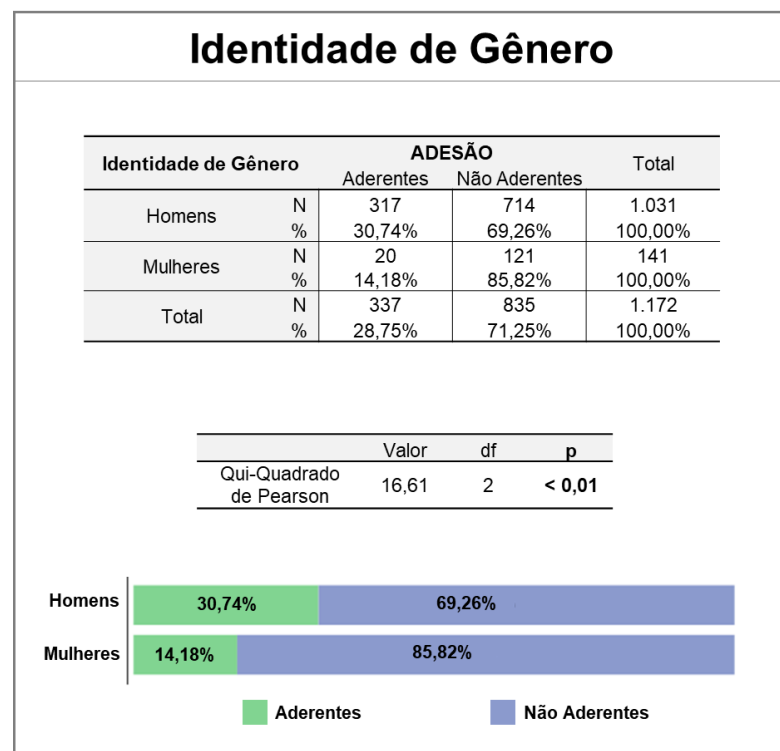 Identidade de Gênero
Identidade de Gênero ADESÃO Total
Aderentes Não Aderentes
Homens N 317 714 1.031
% 30,74% 69,26% 100,00%
Mulheres N 20 121 141
% 14,18% 85,82% 100,00%
Total N 337 835 1.172
% 28,75% 71,25% 100,00%
Valor df p
Qui-Quadrado
de Pearson 16,61 2 < 0,01
Homens 30,74% 69,26%
Mulheres 14,18% 85,82%
Aderentes Não Aderentes